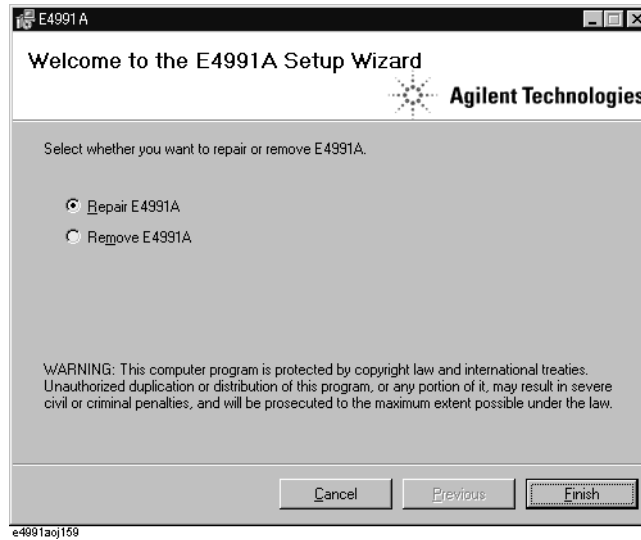 E4991A
Welcome to the E4991A Setup Wizard
Agilent Technologies
Select whether you want to repair or remove E4991A.
Repair E4991A
Remove E4991A
WARNING: This computer program is protected by copyright law and international treaties.
Unauthorized duplication or distribution of this program, or any portion of it, may result in severe
civil or criminal penalties, and will be prosecuted to the maximum extent possible under the law.
Cancel
Previous
Finish
e4991aoj159